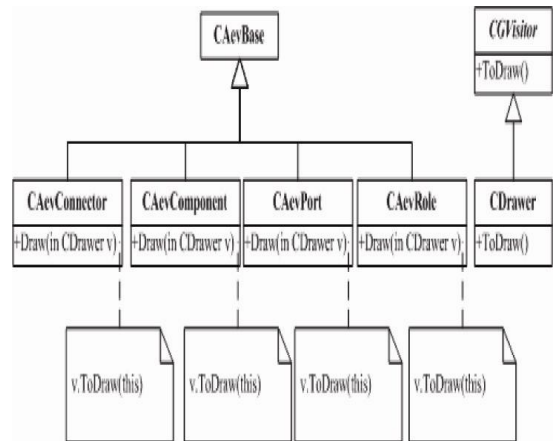 CAevBase
CGVisitor
+ToDraw()
CAevConnector
+Draw(in CDrawer v)
CAevComponent
+Draw(in CDrawer v)
CAevPort
+Draw(in CDrawer v)
CAevRole
+Draw(in CDrawer v)
CDrawer
+ToDraw()
v.ToDraw(this)
v.ToDraw(this)
v.ToDraw(this)
v.ToDraw(this)